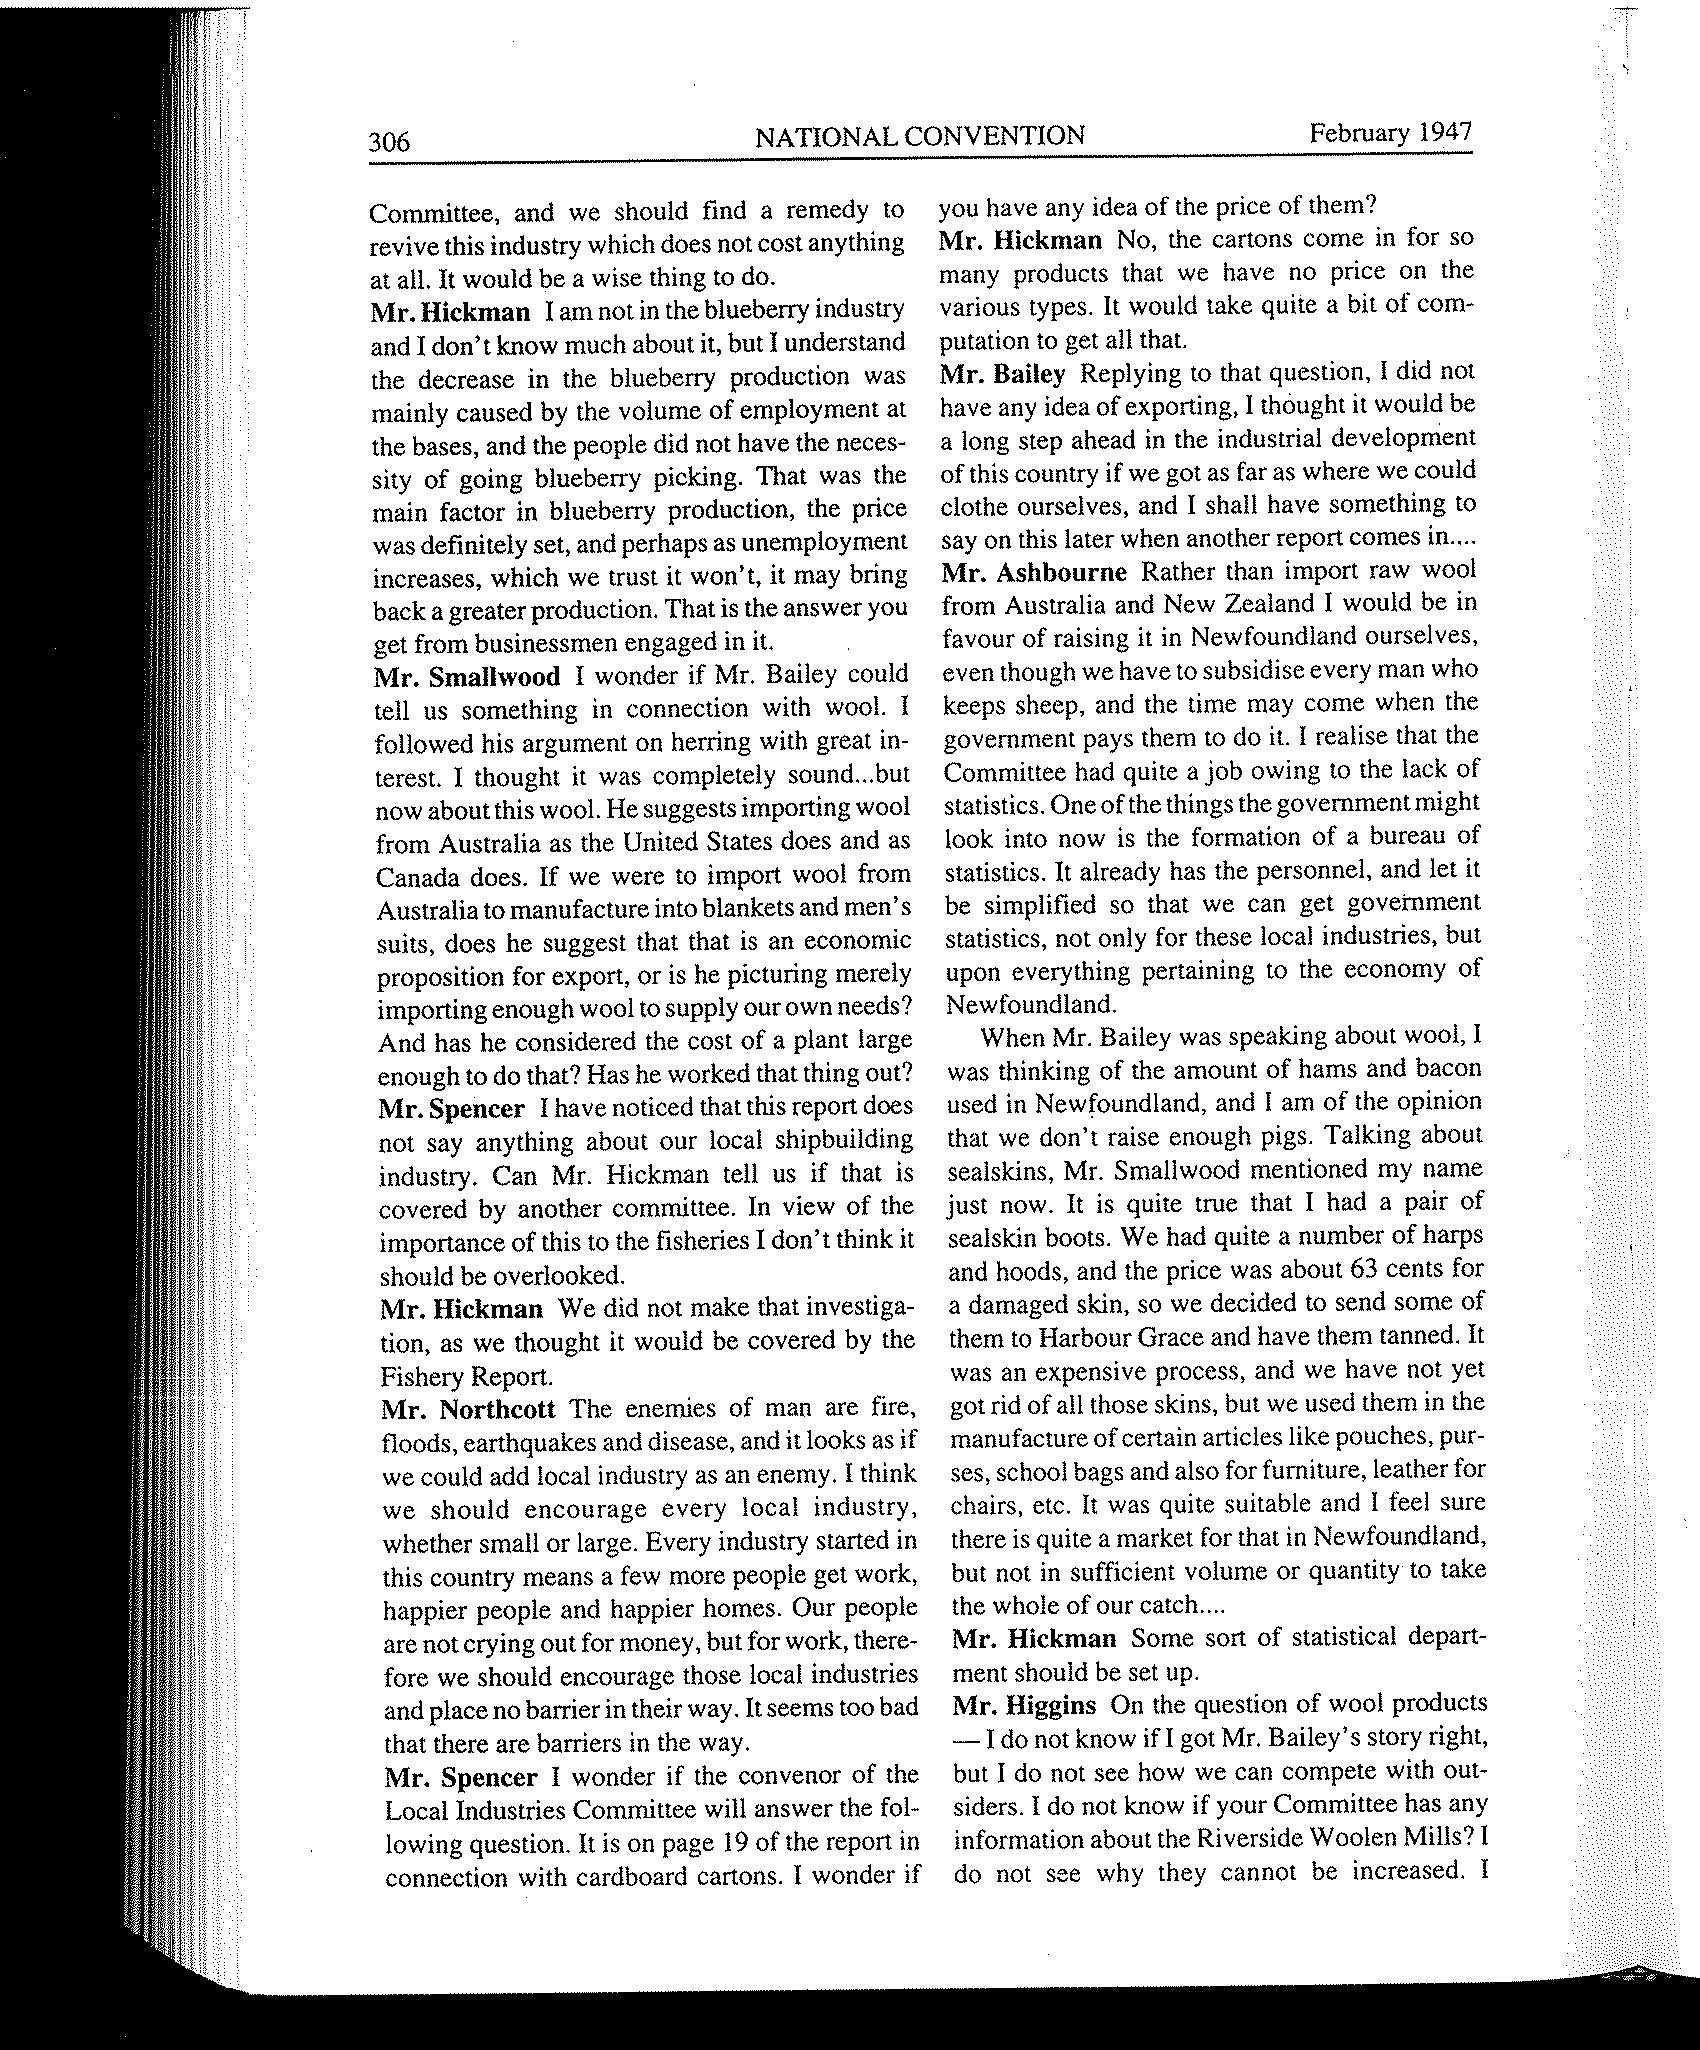 306
NATIONAL CONVENTION
February 1947
Committee, and we should find a remedy to
revive this industry which does not cost anything
at all. It would be a wise thing to do.
Mr. Hickman I am not in the blueberry industry
and I don't know much about it, but I understand
the decrease in the blueberry production was
mainly caused by the volume of employment at
the bases, and the people did not have the neces-
sity of going blueberry picking. That was the
main factor in blueberry production, the price
was definitely set, and perhaps as unemployment
increases, which we trust it won't, it may bring
back a greater production. That is the answer you
get from businessmen engaged in it.
Mr. Smallwood I wonder if Mr. Bailey could
tell us something in connection with wool. I
followed his argument on herring with great in-
terest. I thought it was completely sound...but
now about this wool. He suggests importing wool
from Australia as the United States does and as
Canada does. If we were to import wool from
Australia to manufacture into blankets and men's
suits, does he suggest that that is an economic
proposition for export, or is he picturing merely
importing enough wool to supply our own needs?
And has he considered the cost of a plant large
enough to do that? Has he worked that thing out?
Mr. Spencer I have noticed that this report does
not say anything about our local shipbuilding
industry. Can Mr. Hickman tell us if that is
covered by another committee. In view of the
importance of this to the fisheries I don't think it
should be overlooked.
Mr. Hickman We did not make that investiga-
tion, as we thought it would be covered by the
Fishery Report.
Mr. Northcott The enemies of man are fire,
floods, earthquakes and disease, and it looks as if
we could add local industry as an enemy. I think
we should encourage every local industry,
whether small or large. Every industry started in
this country means a few more people get work,
happier people and happier homes. Our people
are not crying out for money, but for work, there-
fore we should encourage those local industries
and place no barrier in their way. It seems too bad
that there are barriers in the way.
Mr. Spencer I wonder if the convenor of the
Local Industries Committee will answer the fol-
lowing question. It is on page 19 of the report in
connection with cardboard cartons. I wonder if
you have any idea of the price of them?
Mr. Hickman No, the cartons come in for so
many products that we have no price on the
various types. It would take quite a bit of com-
putation to get all that.
Mr. Bailey Replying to that question, I did not
have any idea of exporting, I thought it would be
a long step ahead in the industrial development
of this country if we got as far as where we could
clothe ourselves, and I shall have something to
say on this later when another report comes in....
Mr. Ashbourne Rather than import raw wool
from Australia and New Zealand I would be in
favour of raising it in Newfoundland ourselves,
even though we have to subsidise every man who
keeps sheep, and the time may come when the
government pays them to do it. I realise that the
Committee had quite a job owing to the lack of
statistics. One of the things the government might
look into now is the formation of a bureau of
statistics. It already has the personnel, and let it
be simplified so that we can get government
statistics, not only for these local industries, but
upon everything pertaining to the economy of
Newfoundland.
When Mr. Bailey was speaking about wool, I
was thinking of the amount of hams and bacon
used in Newfoundland, and I am of the opinion
that we don't raise enough pigs. Talking about
sealskins, Mr. Smallwood mentioned my name
just now. It is quite true that I had a pair of
sealskin boots. We had quite a number of harps
and hoods, and the price was about 63 cents for
a damaged skin, so we decided to send some of
them to Harbour Grace and have them tanned. It
was an expensive process, and we have not yet
got rid of all those skins, but we used them in the
manufacture of certain articles like pouches, pur-
ses, school bags and also for furniture, leather for
chairs, etc. It was quite suitable and I feel sure
there is quite a market for that in Newfoundland,
but not in sufficient volume or quantity to take
the whole of our catch....
Mr. Hickman Some sort of statistical depart-
ment should be set up.
Mr. Higgins On the question of wool products
— I do not know if I got Mr. Bailey's story right,
but I do not see how we can compete with out-
siders. I do not know if your Committee has any
information about the Riverside Woolen Mills? I
do not see why they cannot be increased. I